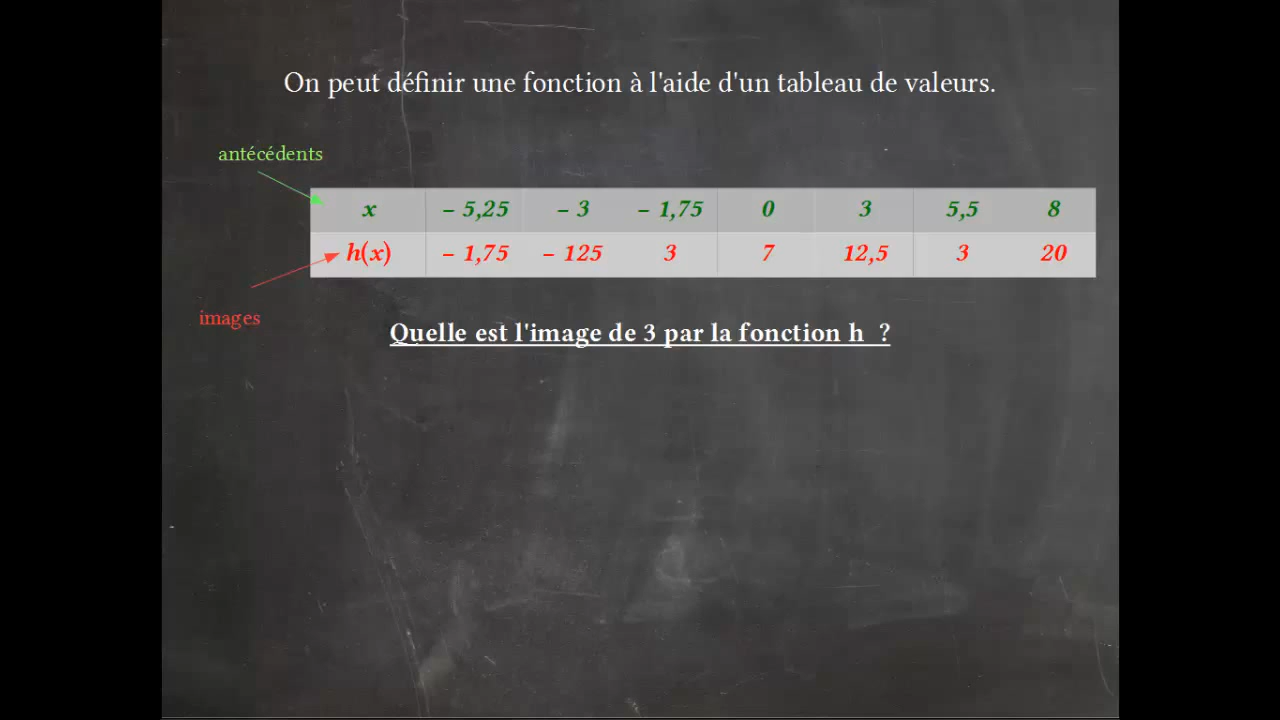 On peut définir une fonction à l'aide d'un tableau de valeurs.
antécédents
x – 5,25 – 3 – 1,75 0 3 5,5 8
h(x) – 1,75 – 125 3 7 12,5 3 20
images
Quelle est l'image de 3 par la fonction h ?